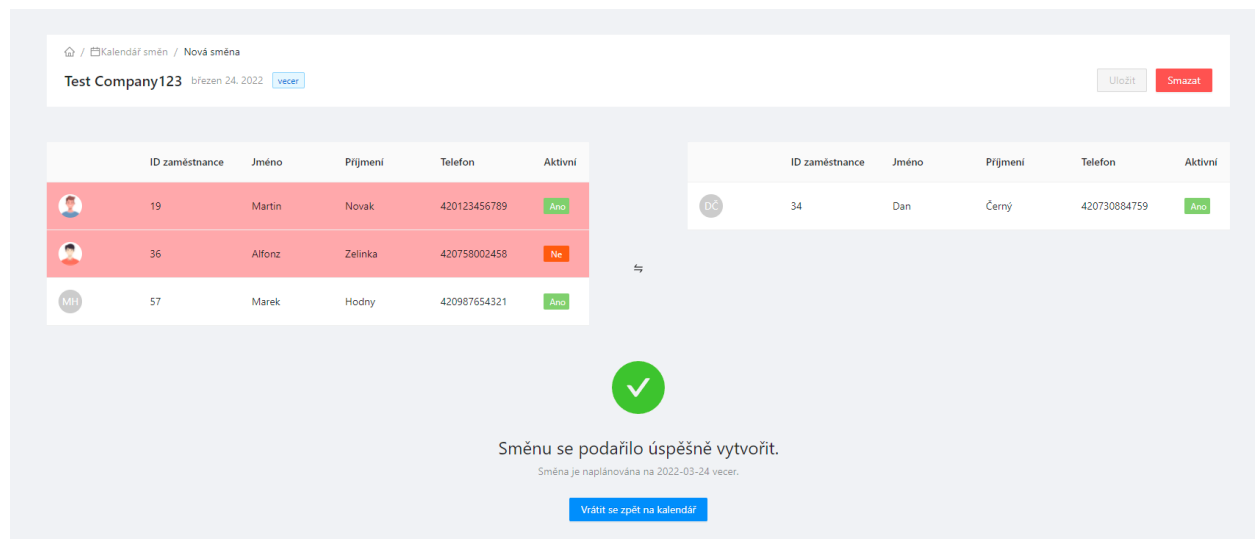 / Kalendář směn / Nová směna
Test Company123 březen 24. 2022 vecer
Uložit Smazat
ID zaměstnance Jméno Příjmení Telefon Aktivní
19 Martin Novak 420123456789 Ano
36 Alfonz Zelinka 420758002458 Ne
MH 57 Marek Hodny 420987654321 Ano
ID zaměstnance Jméno Příjmení Telefon Aktivní
DČ 34 Dan Černý 420730884759 Ano
Směnu se podařilo úspěšně vytvořit.
Směna je naplánována na 2022-03-24 vecer.
Vrátit se zpět na kalendář